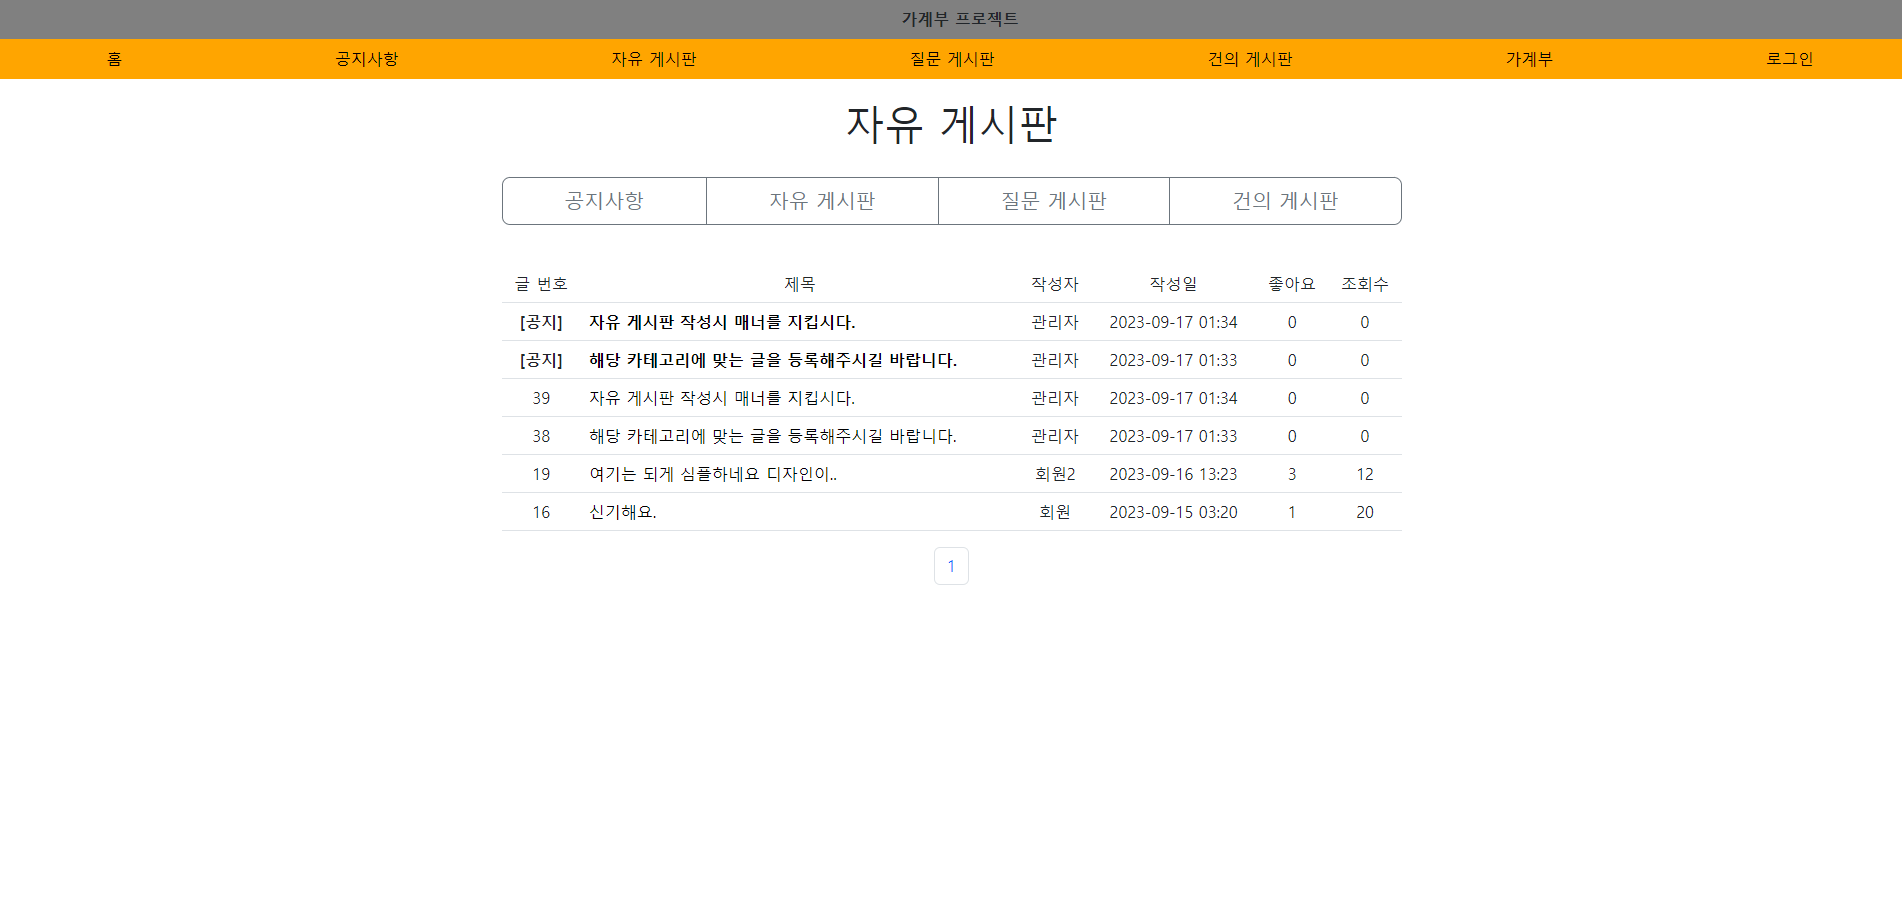 가계부 프로젝트
홈 공지사항 자유 게시판 질문 게시판 건의 게시판 가계부 로그인
자유 게시판
공지사항 자유 게시판 질문 게시판 건의 게시판
글 번호 제목 작성자 작성일 좋아요 조회수
[공지] 자유 게시판 작성시 매너를 지킵시다. 관리자 2023-09-17 01:34 0 0
[공지] 해당 카테고리에 맞는 글을 등록해주시길 바랍니다. 관리자 2023-09-17 01:33 0 0
39 자유 게시판 작성시 매너를 지킵시다. 관리자 2023-09-17 01:34 0 0
38 해당 카테고리에 맞는 글을 등록해주시길 바랍니다. 관리자 2023-09-17 01:33 0 0
19 여기는 되게 심플하네요 디자인이.. 회원2 2023-09-16 13:23 3 12
16 신기해요. 회원 2023-09-15 03:20 1 20
1